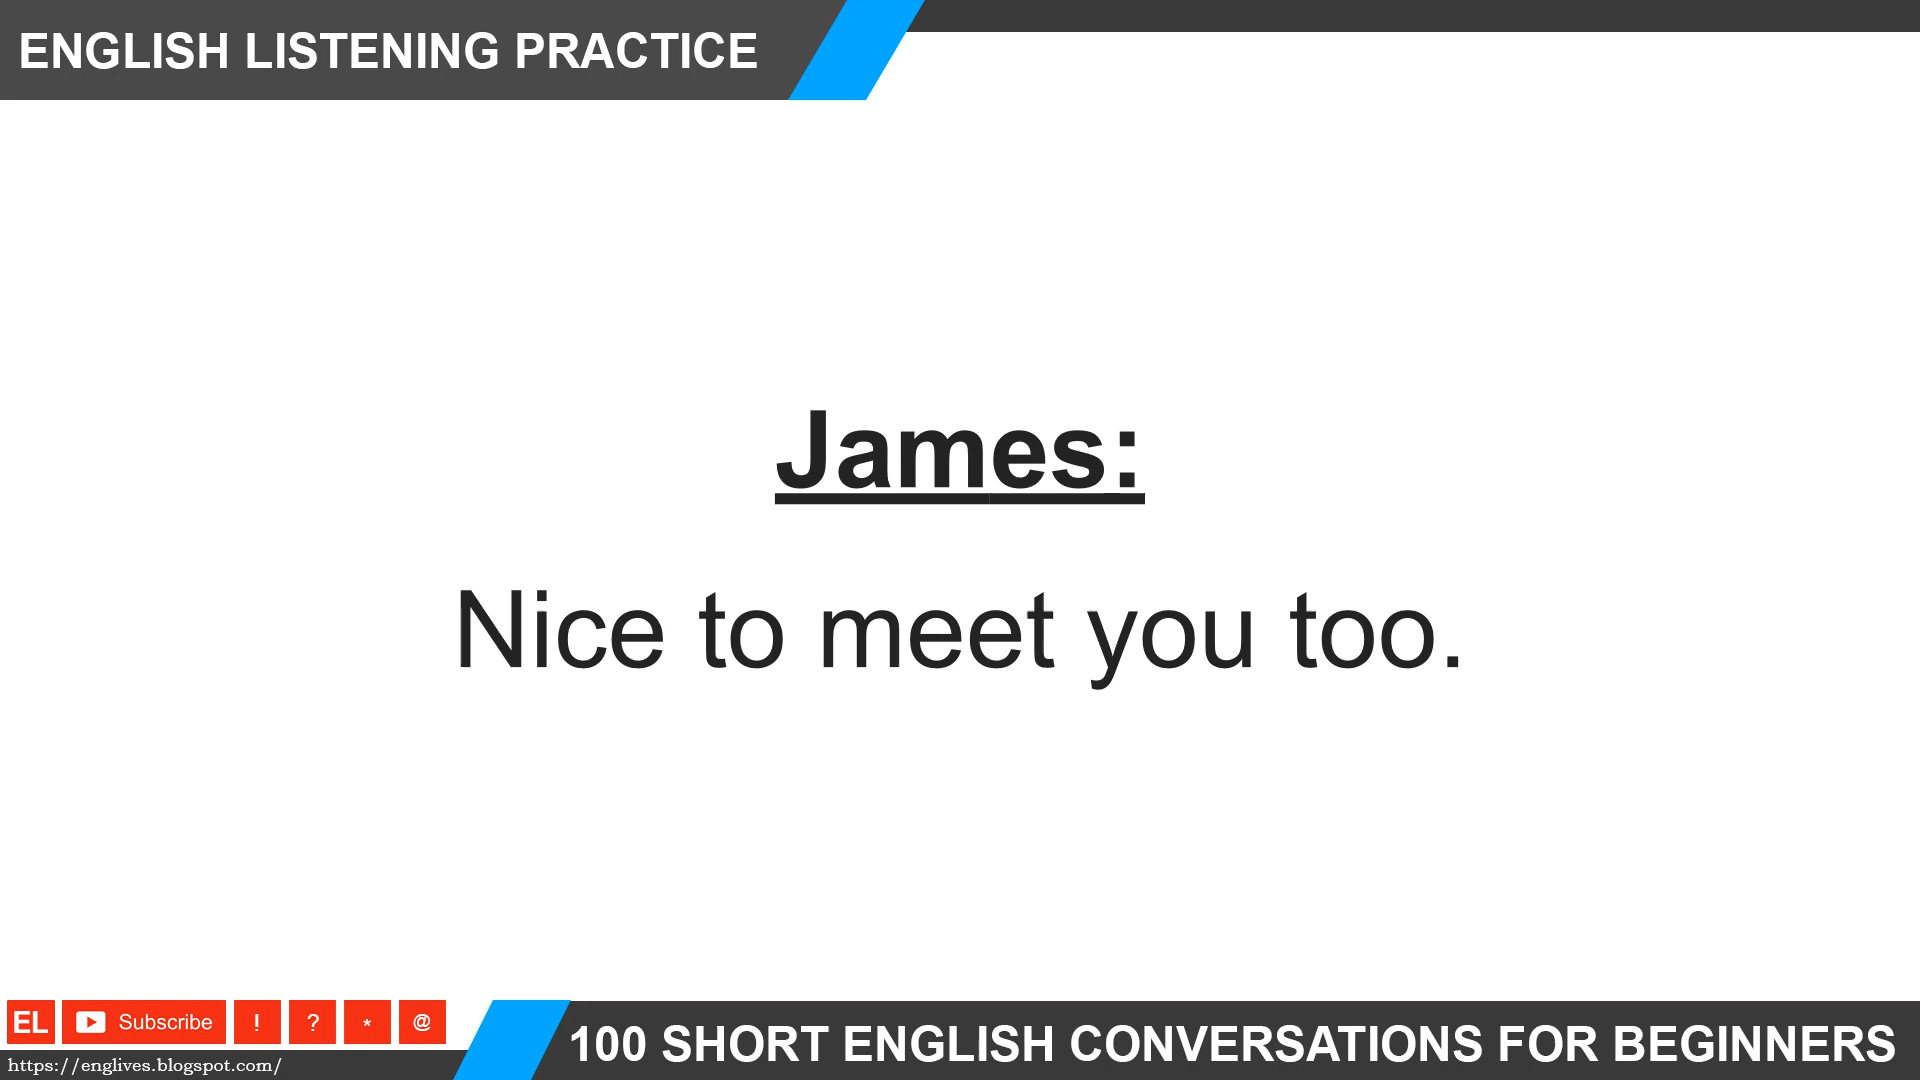 ENGLISH LISTENING PRACTICE
James:
Nice to meet you too.
EL Subscribe ! ? * @
https://englives.blogspot.com/
100 SHORT ENGLISH CONVERSATIONS FOR BEGINNERS